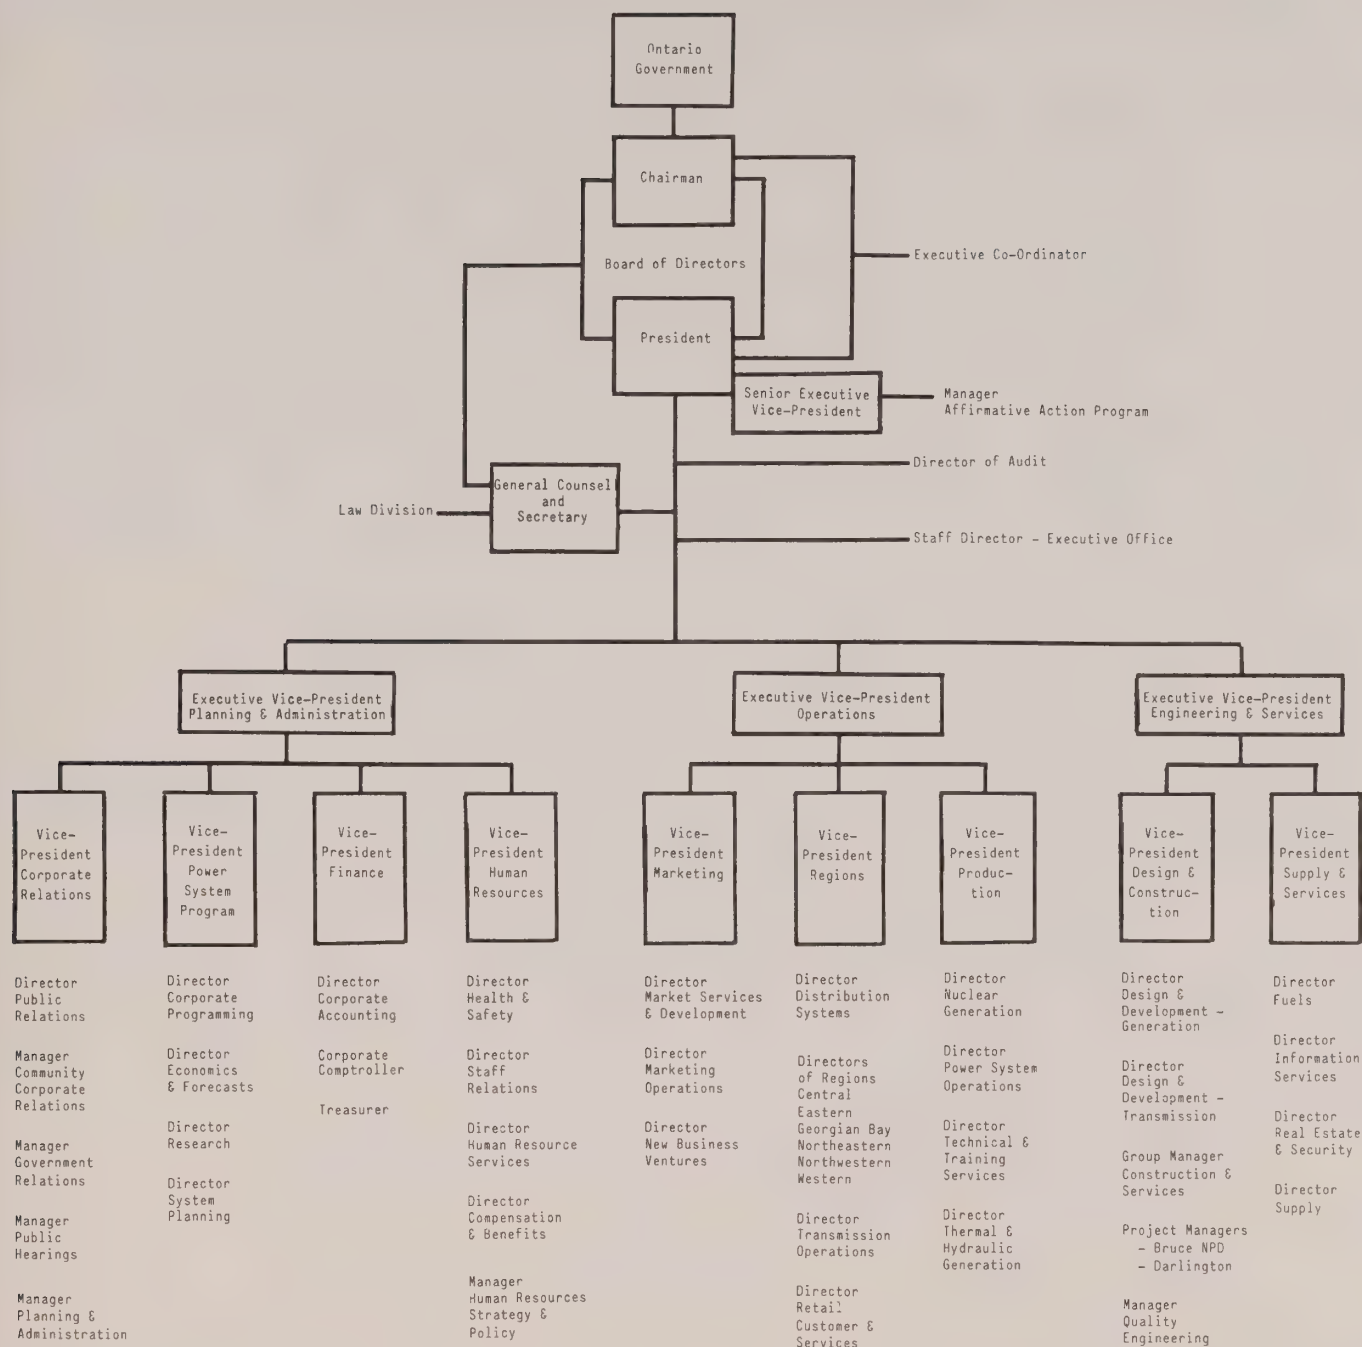 Ontario
Government
Chairman
Board of Directors
Executive Co-Ordinator
President
Senior Executive
Vice-President
Manager
Affirmative Action Program
Director of Audit
General Counsel
and
Secretary
Law Division
Staff Director - Executive Office
Executive Vice-President
Planning & Administration
Executive Vice-President
Operations
Executive Vice-President
Engineering & Services
Vice-
President
Corporate
Relations
Vice-
President
Power
System
Program
Vice-
President
Finance
Vice-
President
Human
Resources
Vice-
President
Marketing
Vice-
President
Regions
Vice-
President
Produc-
tion
Vice-
President
Design &
Construc-
tion
Vice-
President
Supply &
Services
Director
Public
Relations
Manager
Community
Corporate
Relations
Manager
Government
Relations
Manager
Public
Hearings
Manager
Planning &
Administration
Director
Corporate
Programming
Director
Economics
& Forecasts
Director
Research
Director
System
Planning
Director
Corporate
Accounting
Corporate
Comptroller
Treasurer
Director
Health &
Safety
Director
Staff
Relations
Director
Human Resource
Services
Director
Compensation
& Benefits
Manager
Human Resources
Strategy &
Policy
Director
Market Services
& Development
Director
Marketing
Operations
Director
New Business
Ventures
Director
Distribution
Systems
Directors
of Regions
Central
Eastern
Georgian Bay
Northeastern
Northwestern
Western
Director
Transmission
Operations
Director
Retail
Customer &
Services
Director
Nuclear
Generation
Director
Power System
Operations
Director
Technical &
Training
Services
Director
Thermal &
Hydraulic
Generation
Director
Design &
Development -
Generation
Director
Design &
Development -
Transmission
Group Manager
Construction &
Services
Project Managers
- Bruce NPD
- Darlington
Manager
Quality
Engineering
Director
Fuels
Director
Information
Services
Director
Real Estate
& Security
Director
Supply